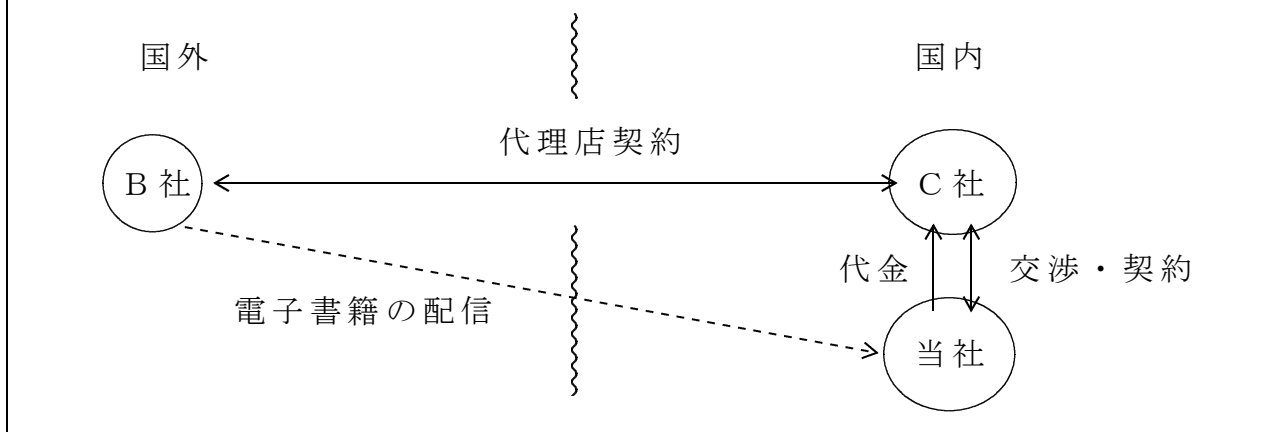 国外
国内
代理店契約
B社
C社
代金
交渉・契約
電子書籍の配信
当社